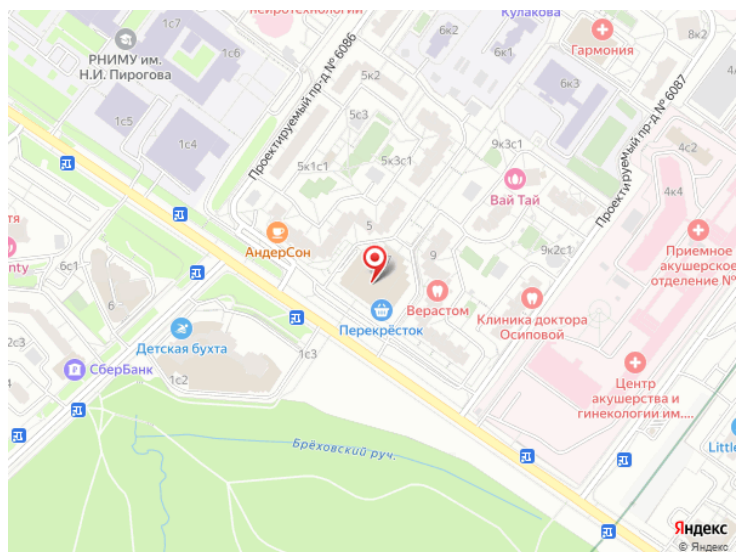 нейротехнологий
Кулакова
8к2
1с7
1с8
6к2
Гармония
РНИМУ им.
Н.И. Пирогова
1с6
6к1
5к2
Проектируемый пр-д № 6086
6к3
Проектируемый пр-д № 6087
1с5
5с3
1с4
9к3с1
4с2
5к1с1
5к3с1
4к4
Вай Тай
5
АндерСон
9
9к2с1
Приемное
акушерское
отделение №
nty
6с1
6
Верастом
Клиника доктора
Осиповой
Перекрёсток
Детская бухта
1с3
2с3
СберБанк
1с2
Центр
акушерства и
гинекологии им....
Брёховский руч.
Little
Яндекс
© Яндекс